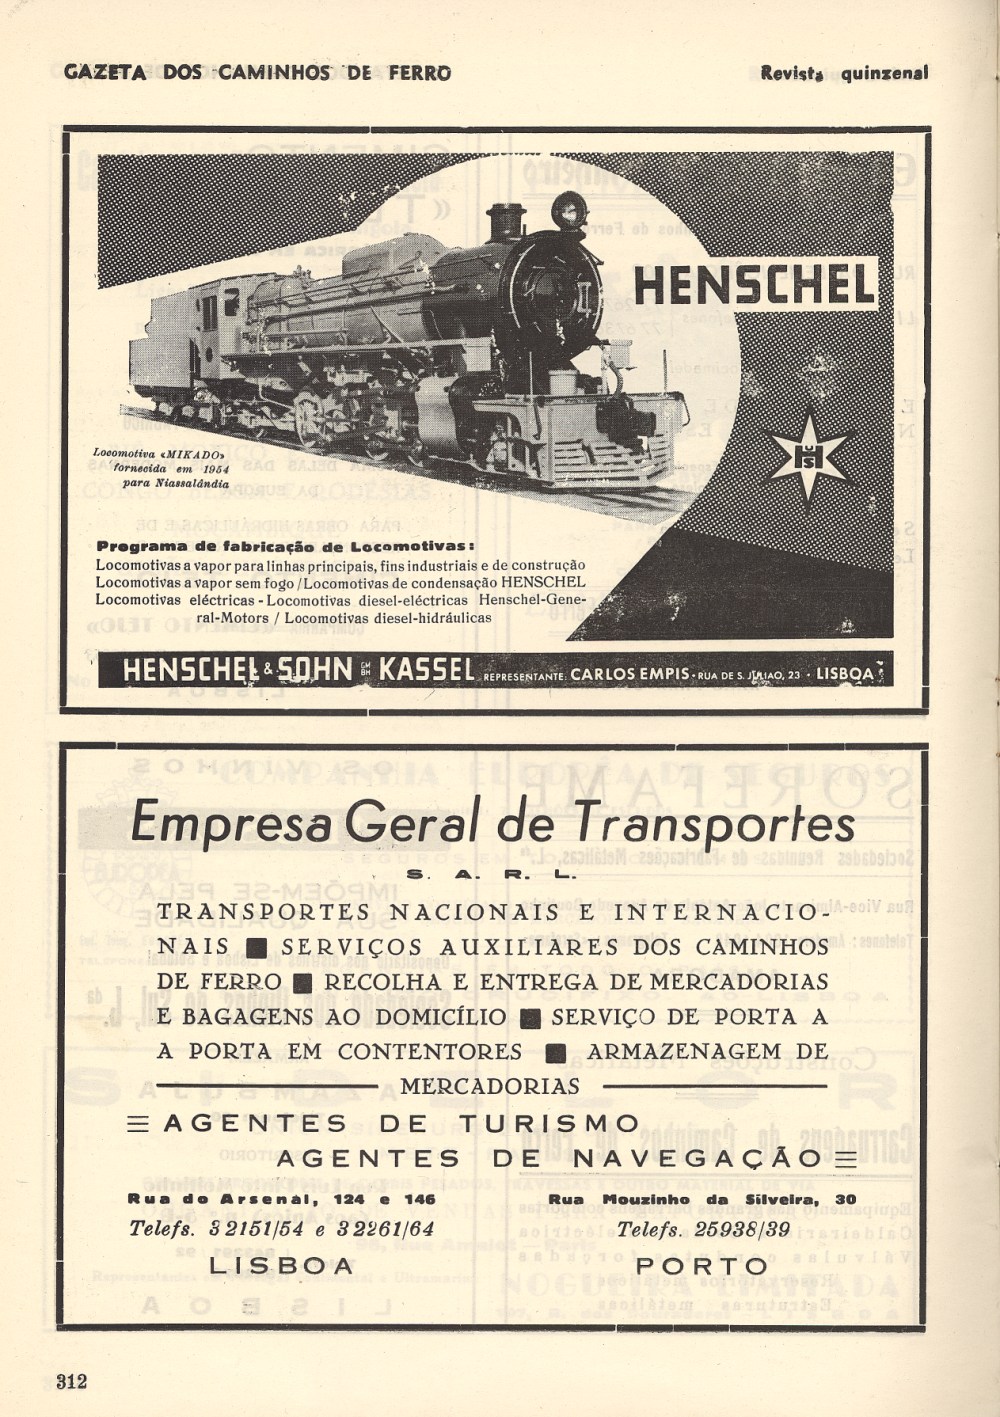 GAZETA DOS CAMINHOS DE FERRO
Revista quinzenal
HENSCHEL
Locomotiva «MIKADO»
fornecida em 1954
para Niassalândia
Programa de fabricação de Locomotivas:
Locomotivas a vapor para linhas principais, fins industriais e de construção
Locomotivas a vapor sem fogo / Locomotivas de condensação HENSCHEL
Locomotivas eléctricas - Locomotivas diesel-eléctricas Henschel-Gene-
ral-Motors / Locomotivas diesel-hidráulicas
HENSCHEL & SOHN GMBH KASSEL REPRESENTANTE: CARLOS EMPIS • RUA DE S. JULIAO, 23 • LISBOA
Empresa Geral de Transportes
S. A. R. L.
TRANSPORTES NACIONAIS E INTERNACIO-
NAIS ■ SERVIÇOS AUXILIARES DOS CAMINHOS
DE FERRO ■ RECOLHA E ENTREGA DE MERCADORIAS
E BAGAGENS AO DOMICÍLIO ■ SERVIÇO DE PORTA A
A PORTA EM CONTENTORES ■ ARMAZENAGEM DE
MERCADORIAS
AGENTES DE TURISMO
AGENTES DE NAVEGAÇÃO
Rua do Arsenal, 124 e 146
Telefs. 32151/54 e 32261/64
LISBOA
Rua Mouzinho da Silveira, 30
Telefs. 25938/39
PORTO
312